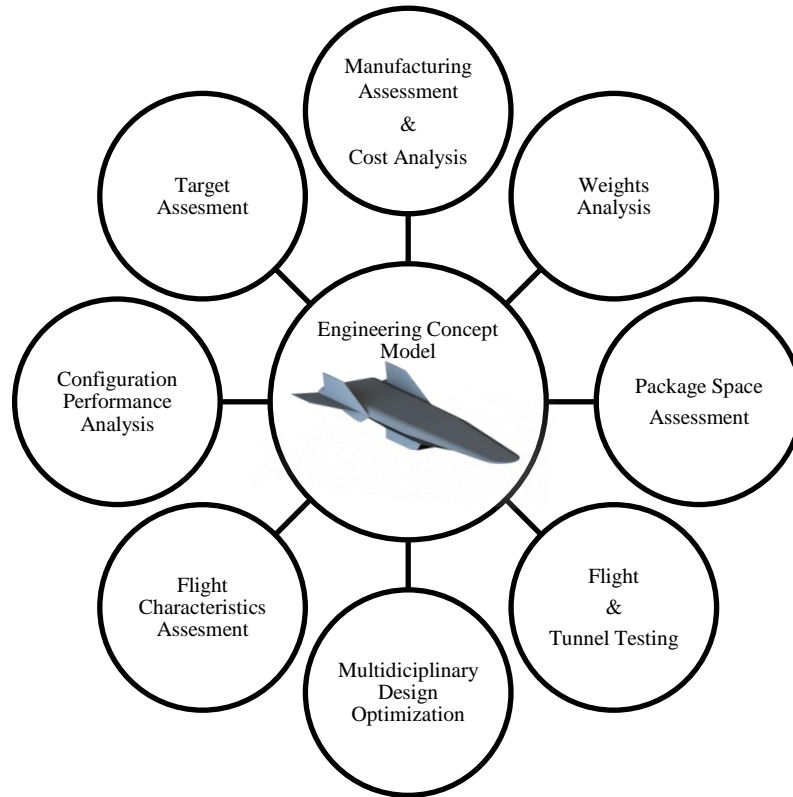 Manufacturing
Assessment
&
Cost Analysis
Target
Assesment
Weights
Analysis
Engineering Concept
Model
Configuration
Performance
Analysis
Package Space
Assessment
Flight
Characteristics
Assesment
Flight
&
Tunnel Testing
Multidiciplinary
Design
Optimization